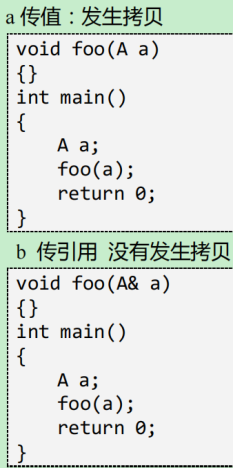 a 传值：发生拷贝
void foo(A a)
{}
int main()
{
    A a;
    foo(a);
    return 0;
}
b 传引用 没有发生拷贝
void foo(A& a)
{}
int main()
{
    A a;
    foo(a);
    return 0;
}